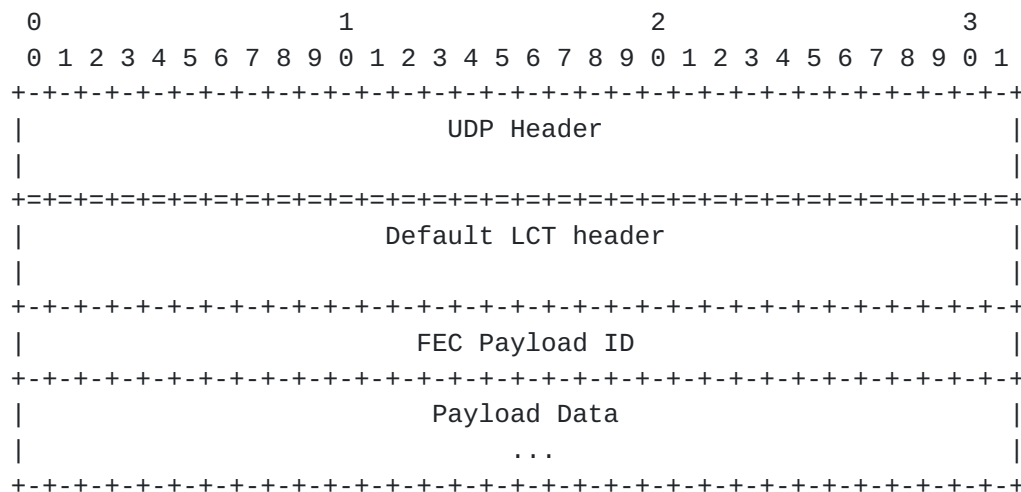 0                   1                   2                   3
 0 1 2 3 4 5 6 7 8 9 0 1 2 3 4 5 6 7 8 9 0 1 2 3 4 5 6 7 8 9 0 1
+-+-+-+-+-+-+-+-+-+-+-+-+-+-+-+-+-+-+-+-+-+-+-+-+-+-+-+-+-+-+-+-+
|                           UDP Header                          |
|                                                               |
+=+=+=+=+=+=+=+=+=+=+=+=+=+=+=+=+=+=+=+=+=+=+=+=+=+=+=+=+=+=+=+=+
|                       Default LCT header                      |
|                                                               |
+-+-+-+-+-+-+-+-+-+-+-+-+-+-+-+-+-+-+-+-+-+-+-+-+-+-+-+-+-+-+-+-+
|                         FEC Payload ID                        |
+-+-+-+-+-+-+-+-+-+-+-+-+-+-+-+-+-+-+-+-+-+-+-+-+-+-+-+-+-+-+-+-+
|                          Payload Data                         |
|                               ...                             |
+-+-+-+-+-+-+-+-+-+-+-+-+-+-+-+-+-+-+-+-+-+-+-+-+-+-+-+-+-+-+-+-+